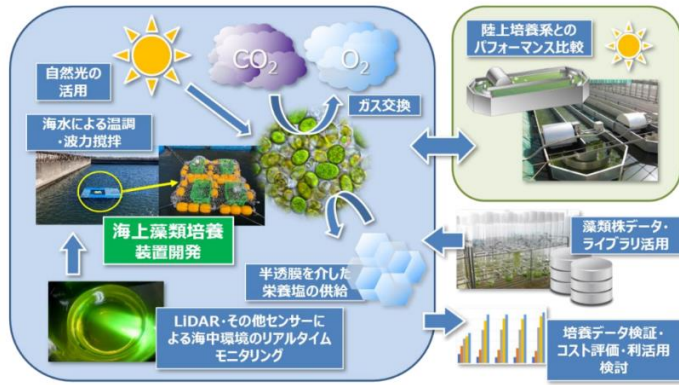 自然光の
活用
CO2
O2
ガス交換
海水による温調
・波力撹拌
海上藻類培養
装置開発
半透膜を介した
栄養塩の供給
LiDAR・その他センサーに
よる海中環境のリアルタイム
モニタリング
陸上培養系との
パフォーマンス比較
藻類株データ・
ライブラリ活用
培養データ検証・
コスト評価・利活用
検討